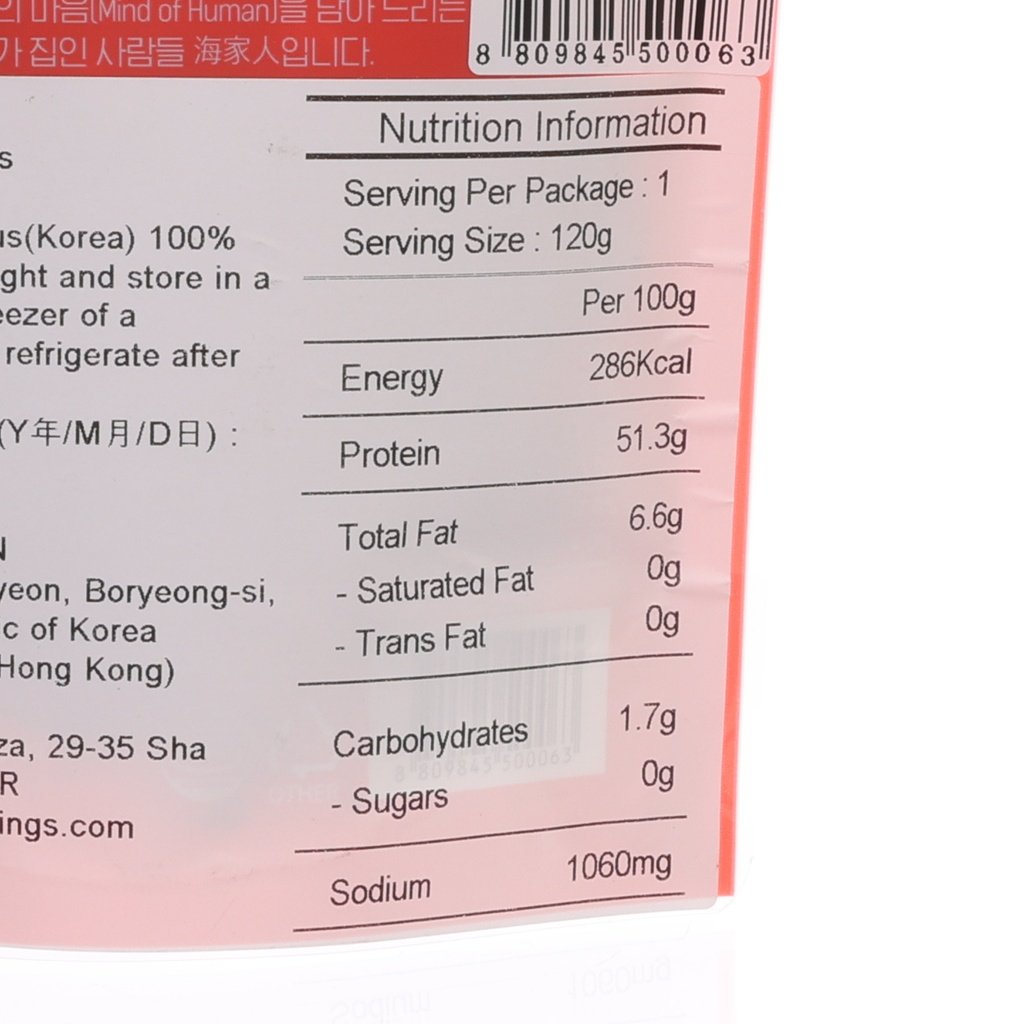 의 마음(Mind of Human)을 담아 드리는
가 집인 사람들 海家人입니다.
8 809845 500063
s
us(Korea) 100%
ght and store in a
eezer of a
refrigerate after
(Y年/M月/D日) :
N
yeon, Boryeong-si,
c of Korea
Hong Kong)
za, 29-35 Sha
R
ings.com
Nutrition Information
Serving Per Package : 1
Serving Size : 120g
Per 100g
Energy 286Kcal
Protein 51.3g
Total Fat 6.6g
- Saturated Fat 0g
- Trans Fat 0g
Carbohydrates 1.7g
- Sugars 0g
Sodium 1060mg
8 809845 500063
OTHER